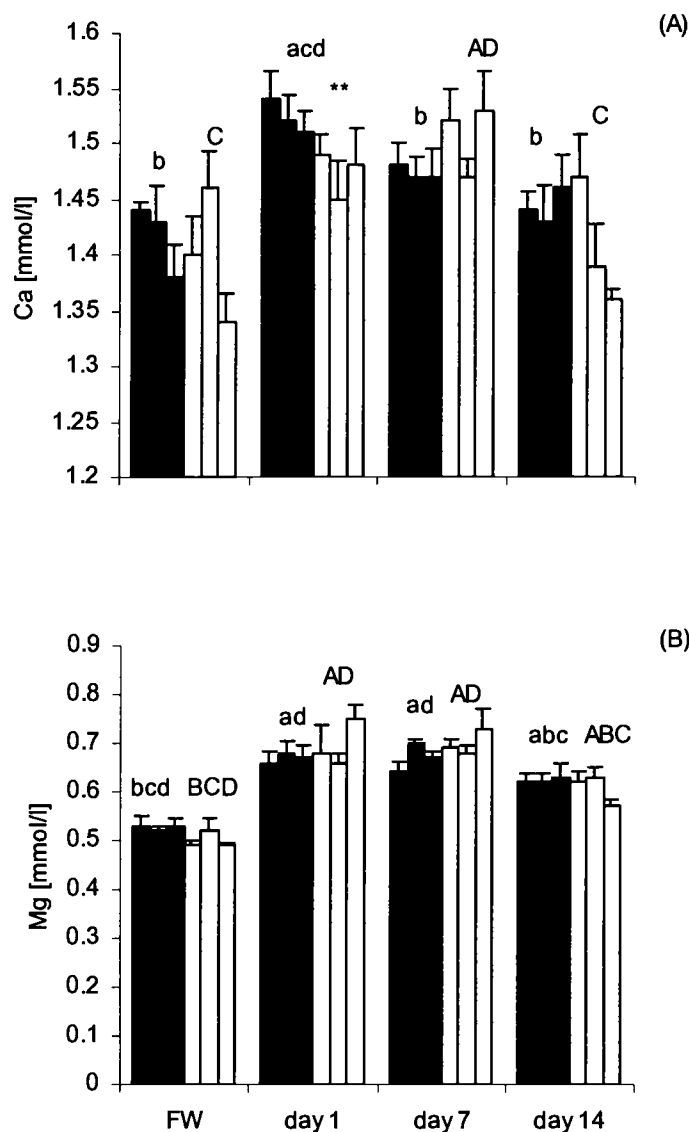 (A)
1.6
1.55
1.5
1.45
1.4
1.35
1.3
1.25
1.2
Ca [mmol/l]
b
C
acd
**
b
AD
b
C
(B)
0.9
0.8
0.7
0.6
0.5
0.4
0.3
0.2
0.1
0
Mg [mmol/l]
bcd
BCD
ad
AD
ad
AD
abc
ABC
FW
day 1
day 7
day 14